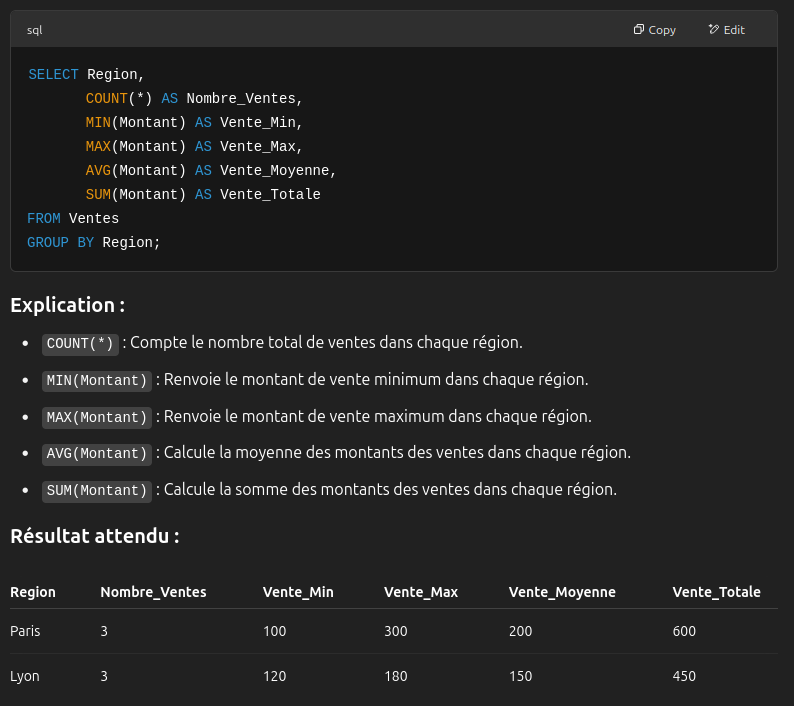 sql Copy Edit
SELECT Region,
       COUNT(*) AS Nombre_Ventes,
       MIN(Montant) AS Vente_Min,
       MAX(Montant) AS Vente_Max,
       AVG(Montant) AS Vente_Moyenne,
       SUM(Montant) AS Vente_Totale
FROM Ventes
GROUP BY Region;
Explication :
• COUNT(*) : Compte le nombre total de ventes dans chaque région.
• MIN(Montant) : Renvoie le montant de vente minimum dans chaque région.
• MAX(Montant) : Renvoie le montant de vente maximum dans chaque région.
• AVG(Montant) : Calcule la moyenne des montants des ventes dans chaque région.
• SUM(Montant) : Calcule la somme des montants des ventes dans chaque région.
Résultat attendu :
Region Nombre_Ventes Vente_Min Vente_Max Vente_Moyenne Vente_Totale
Paris 3 100 300 200 600
Lyon 3 120 180 150 450